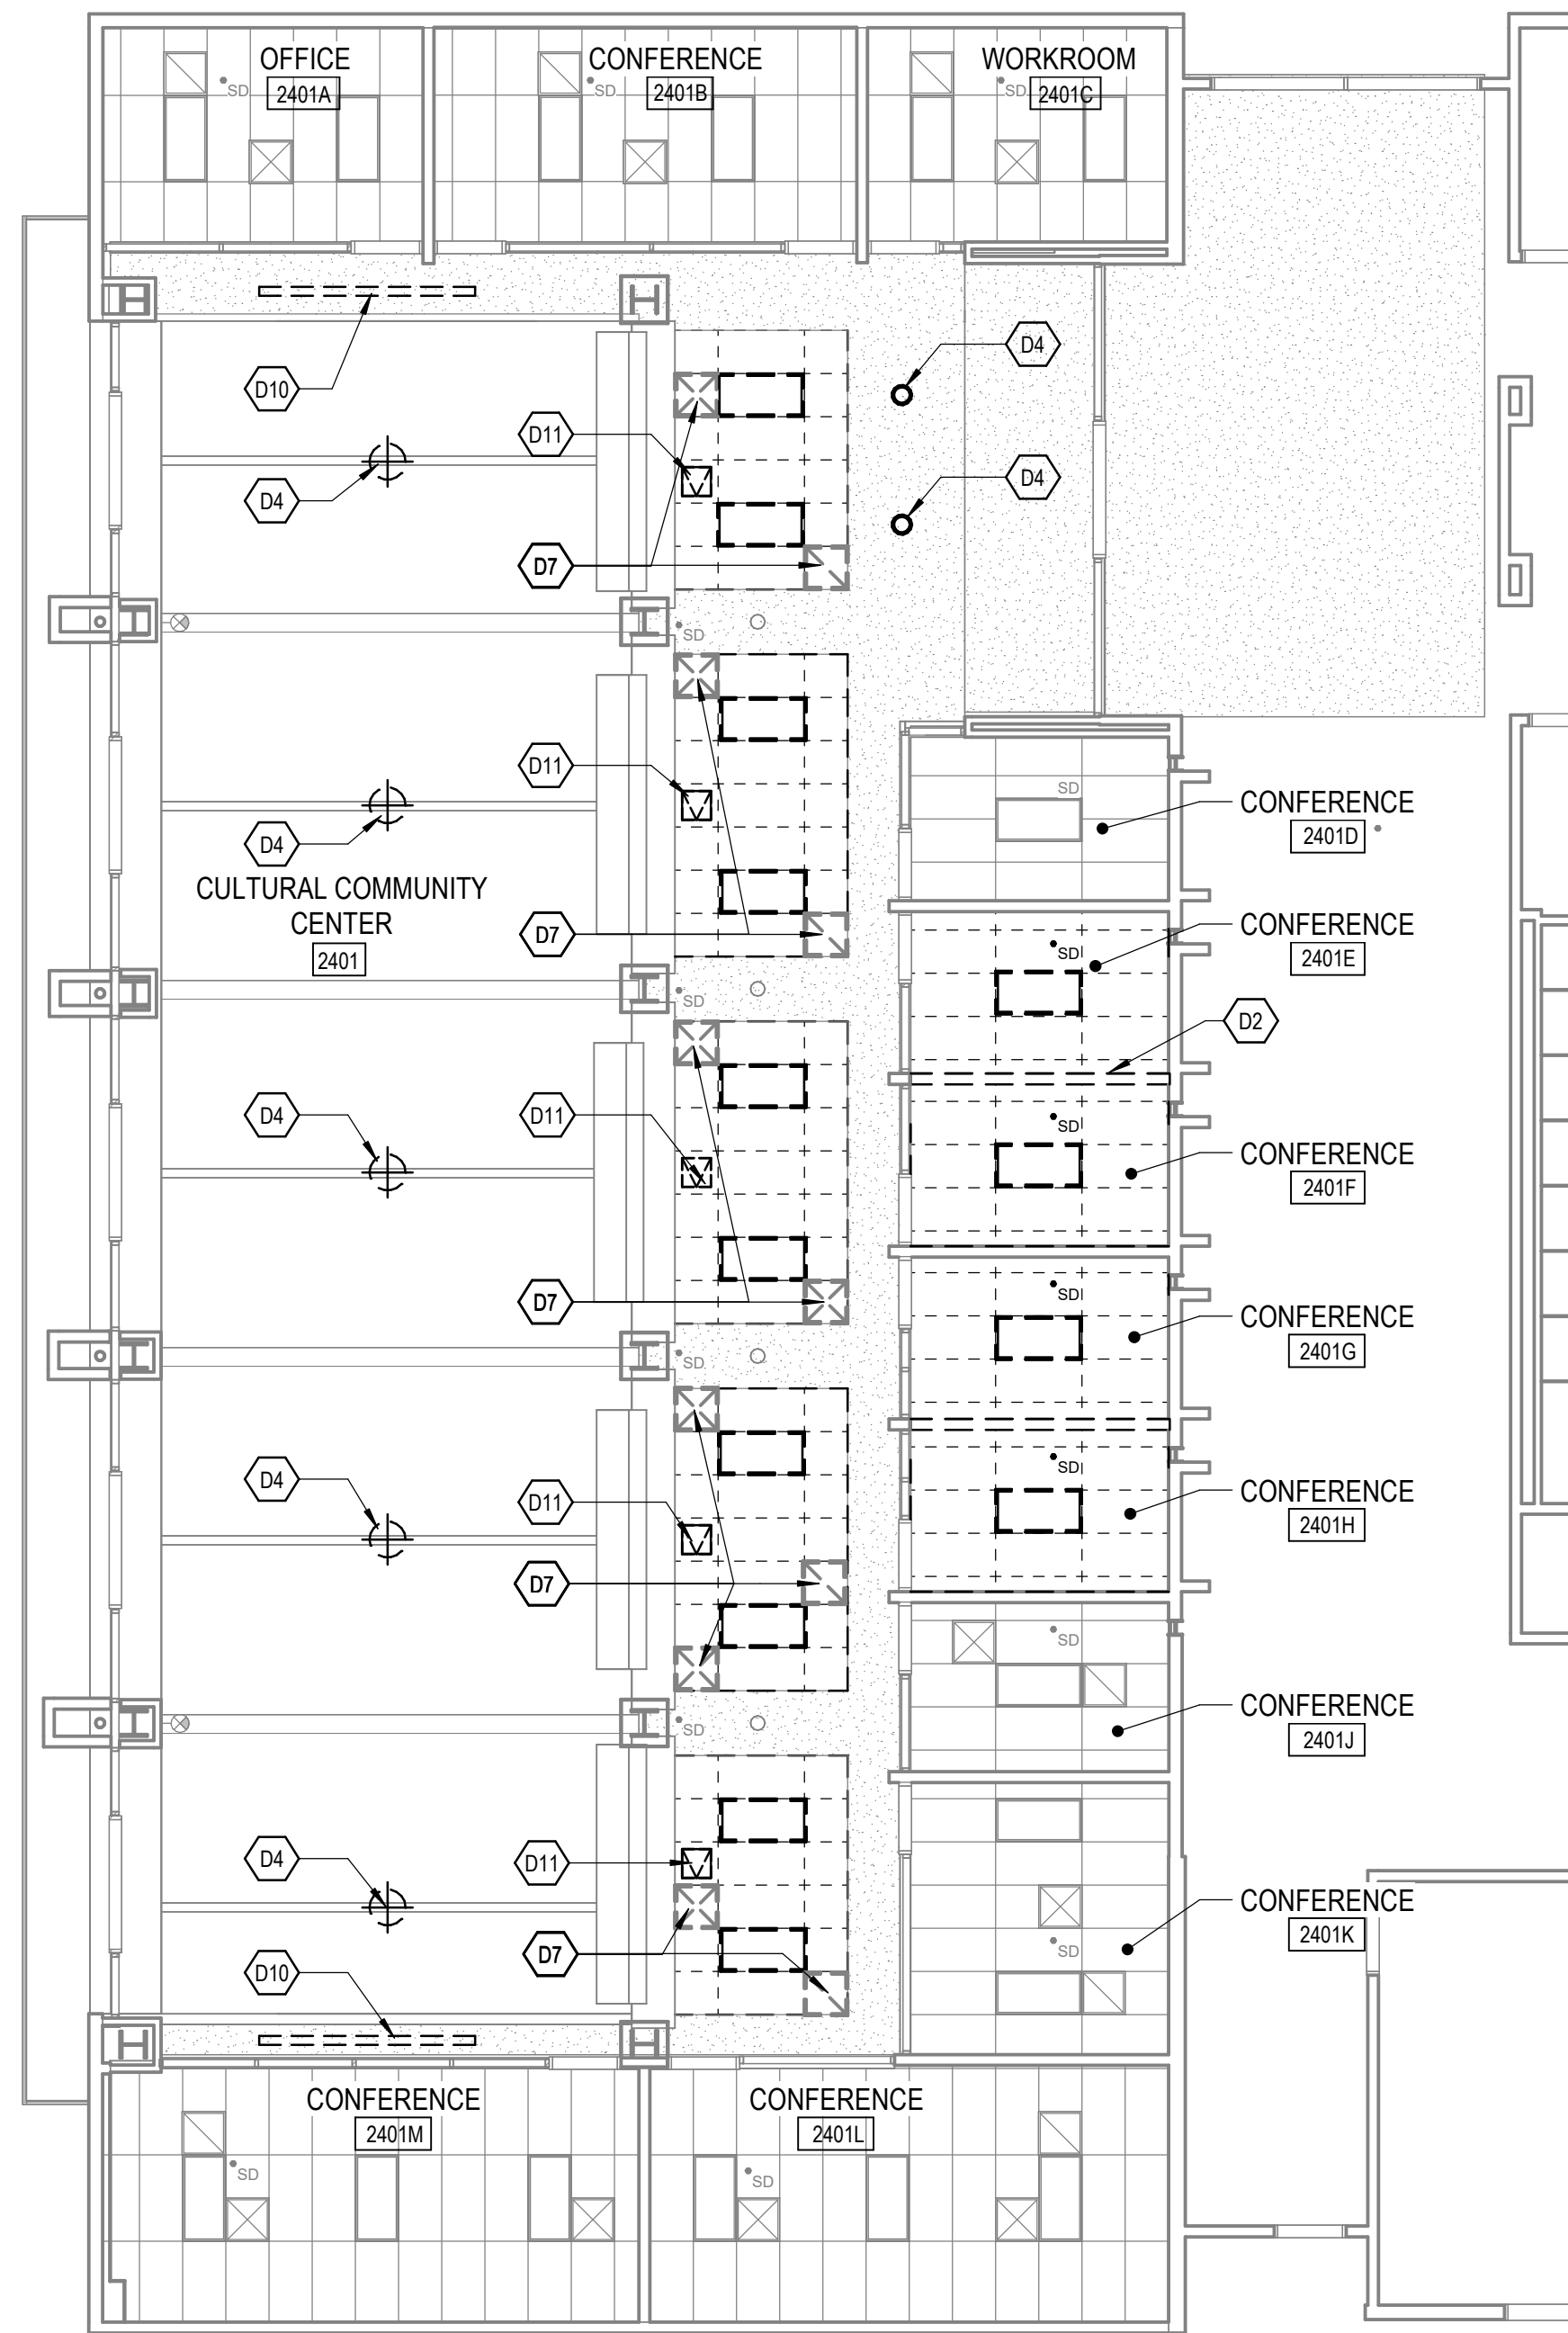 OFFICE
2401A
SD
CONFERENCE
2401B
SD
WORKROOM
2401C
SD
D10
D4
D11
D7
D4
D4
SD
D11
D4
D7
CULTURAL COMMUNITY
CENTER
2401
SD
SD
CONFERENCE
2401D
SD
CONFERENCE
2401E
D2
D4
D11
SD
CONFERENCE
2401F
D7
SD
SD
CONFERENCE
2401G
D4
D11
D7
SD
CONFERENCE
2401H
SD
SD
CONFERENCE
2401J
D4
D11
D7
D10
SD
CONFERENCE
2401K
CONFERENCE
2401M
SD
CONFERENCE
2401L
SD